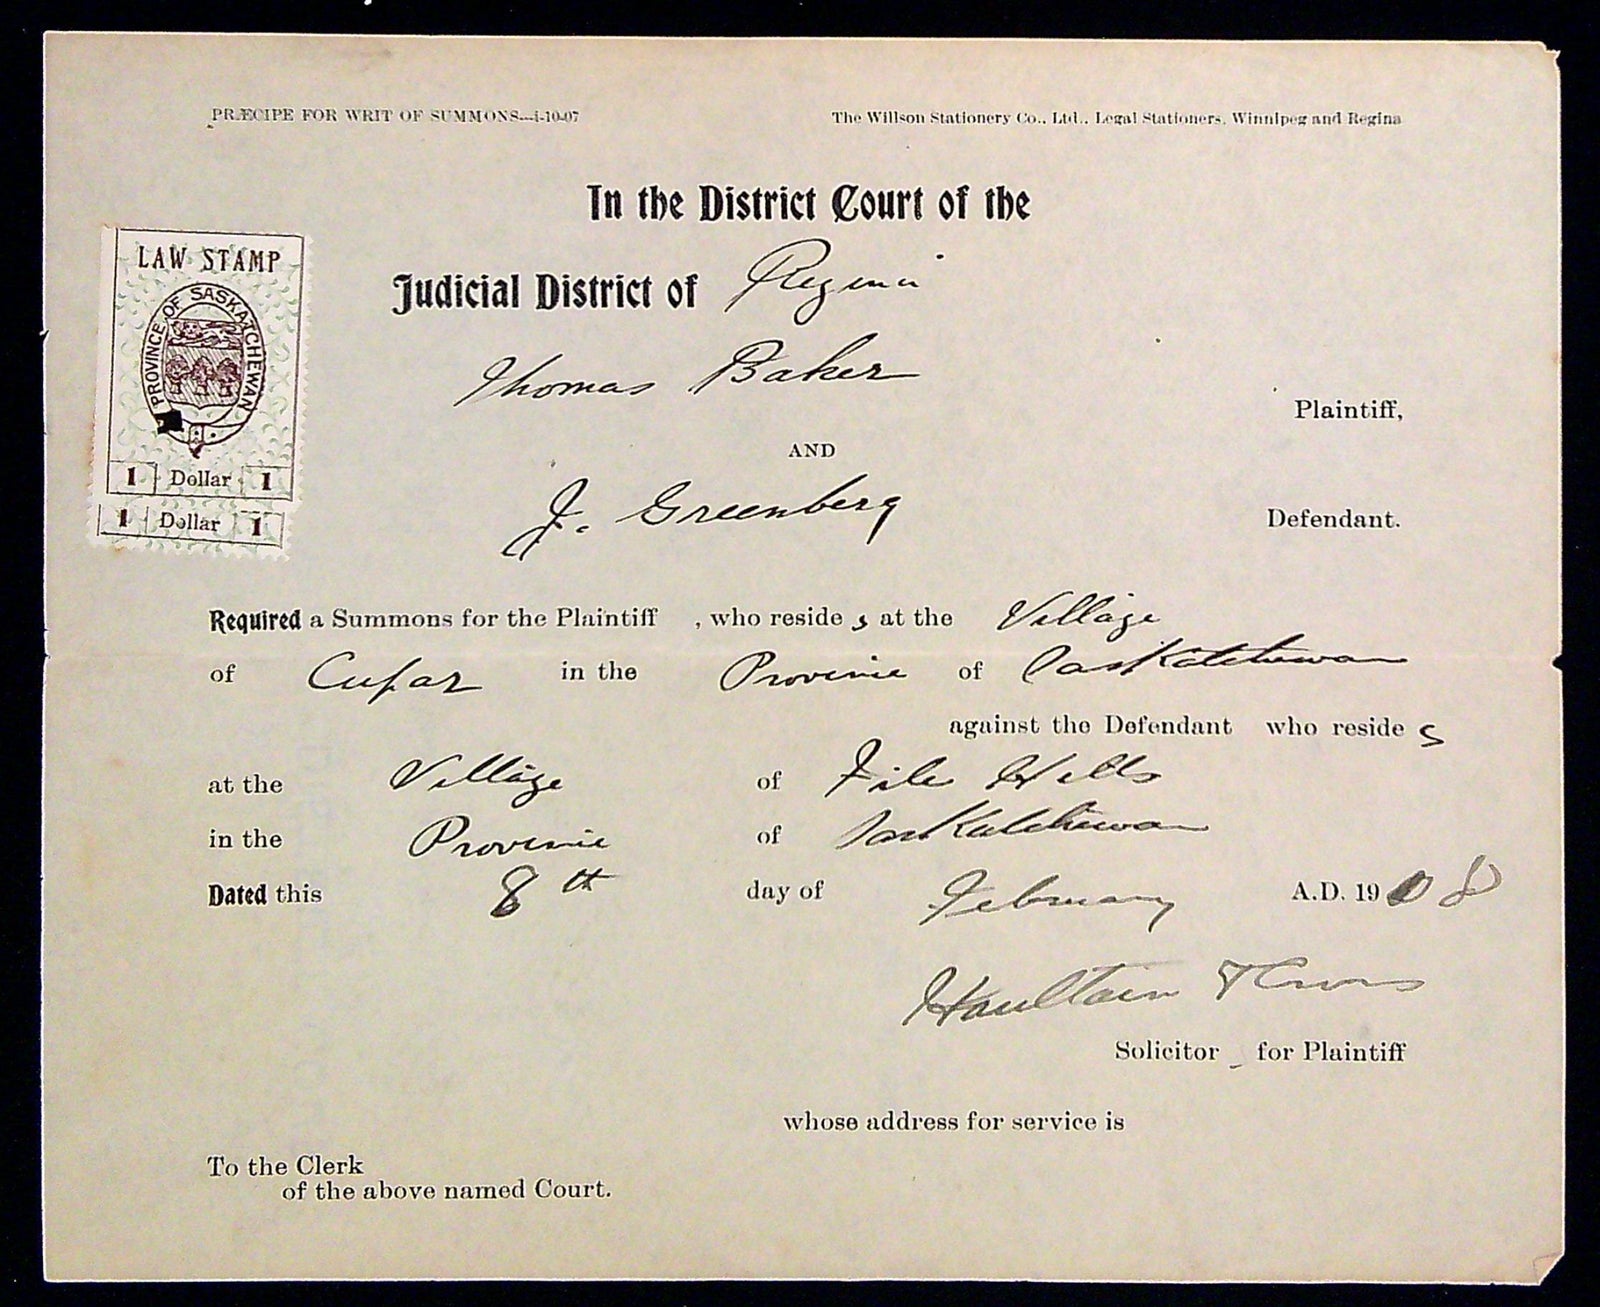 PRÆCIPE FOR WRIT OF SUMMONS—i-10-07
The Willson Stationery Co., Ltd., Legal Stationers, Winnipeg and Regina
In the District Court of the
Judicial District of Regina
LAW STAMP
PROVINCE OF SASKATCHEWAN
1 Dollar 1
1 Dollar 1
Thomas Baker
Plaintiff,
AND
J. Greenberg
Defendant.
Required a Summons for the Plaintiff , who reside s at the Village
of Cupar in the Province of Saskatchewan
against the Defendant who reside s
at the Village of File Hills
in the Province of Saskatchewan
Dated this 8th day of February A.D. 1908
Haultain & Cross
Solicitor for Plaintiff
whose address for service is
To the Clerk
of the above named Court.